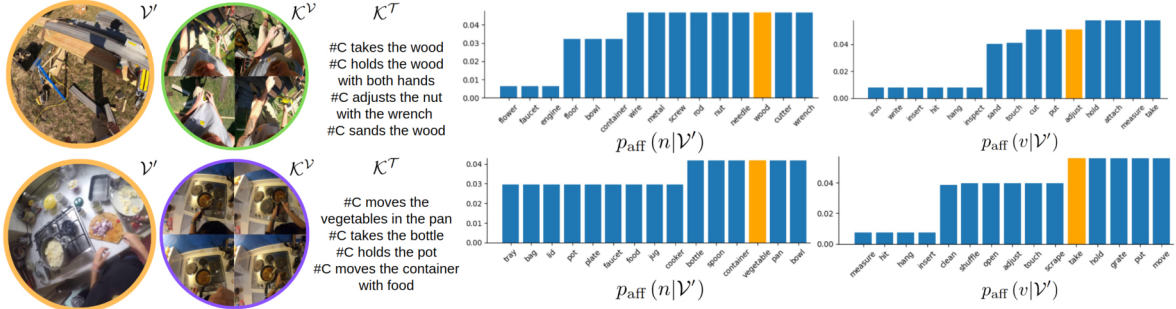 𝒱′
𝒦^𝒱
𝒦^𝒯
#C takes the wood
#C holds the wood
with both hands
#C adjusts the nut
with the wrench
#C sands the wood
0.04
0.03
0.02
0.01
0.00
flower
faucet
engine
floor
bowl
container
wire
metal
screw
rod
nut
needle
wood
cutter
wrench
p_aff (n|𝒱′)
0.04
0.02
0.00
iron
write
insert
hit
hang
inspect
sand
touch
cut
put
adjust
hold
attach
measure
take
p_aff (v|𝒱′)
𝒱′
𝒦^𝒱
𝒦^𝒯
#C moves the
vegetables in the pan
#C takes the bottle
#C holds the pot
#C moves the container
with food
0.04
0.03
0.02
0.01
0.00
tray
bag
lid
pot
plate
faucet
food
jug
cooker
bottle
spoon
container
vegetable
pan
bowl
p_aff (n|𝒱′)
0.04
0.02
0.00
measure
hit
hang
insert
clean
shuffle
open
adjust
touch
scrape
take
hold
grate
put
move
p_aff (v|𝒱′)